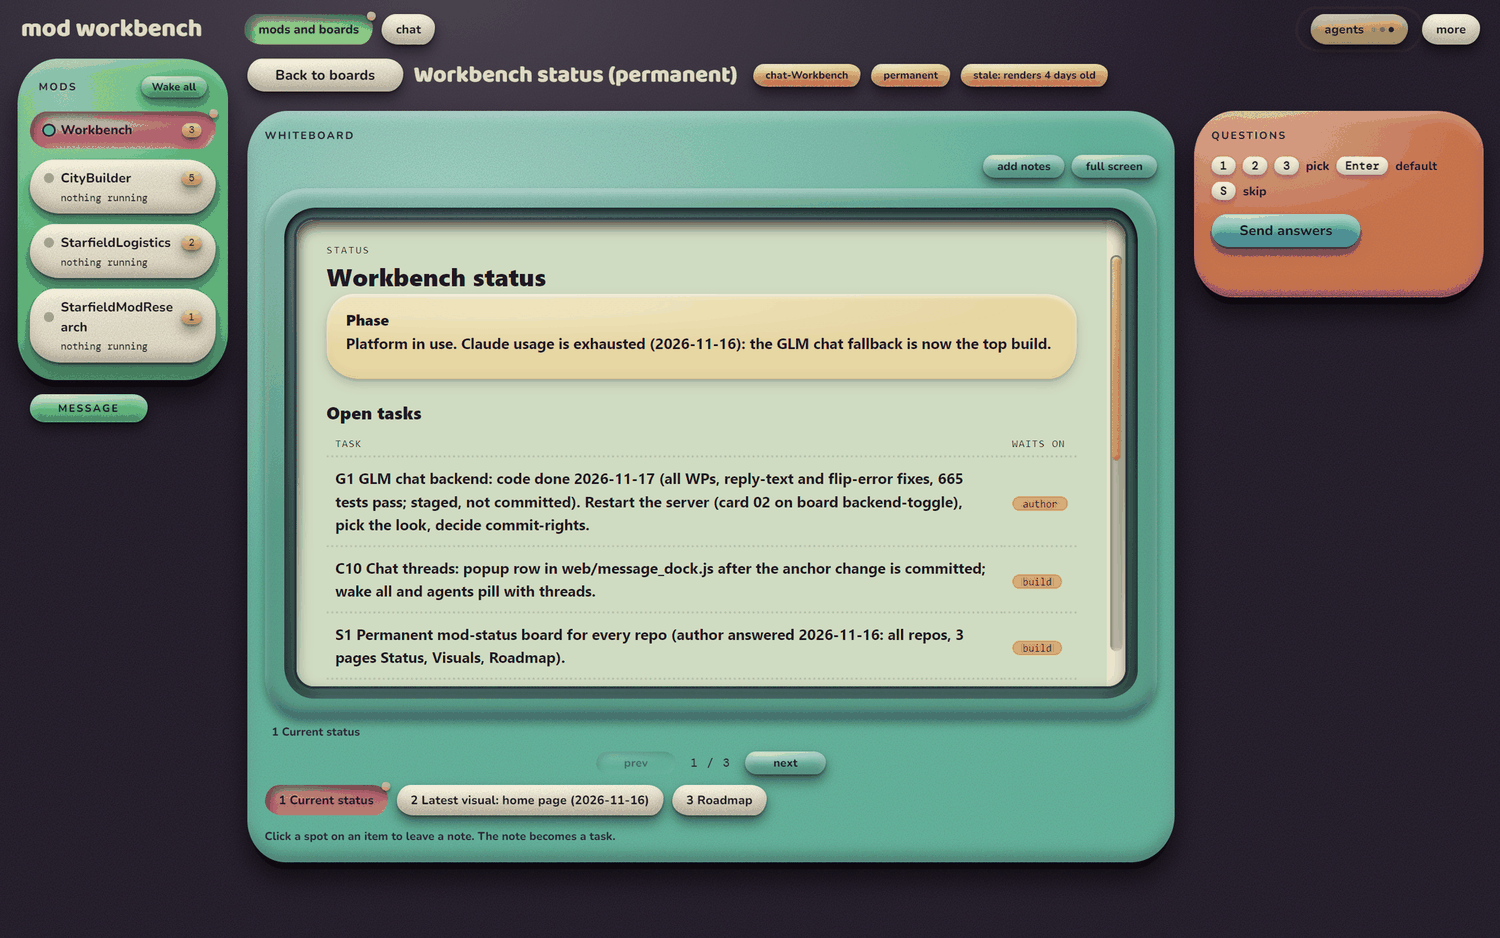 mod workbench
mods and boards
chat
agents
more
MODS
Wake all
Workbench
3
CityBuilder
5
nothing running
StarfieldLogistics
2
nothing running
StarfieldModRese
arch
1
nothing running
MESSAGE
Back to boards
Workbench status (permanent)
chat-Workbench
permanent
stale: renders 4 days old
WHITEBOARD
add notes
full screen
STATUS
Workbench status
Phase
Platform in use. Claude usage is exhausted (2026-11-16): the GLM chat fallback is now the top build.
Open tasks
TASK
WAITS ON
G1 GLM chat backend: code done 2026-11-17 (all WPs, reply-text and flip-error fixes, 665
tests pass; staged, not committed). Restart the server (card 02 on board backend-toggle),
pick the look, decide commit-rights.
author
C10 Chat threads: popup row in web/message_dock.js after the anchor change is committed;
wake all and agents pill with threads.
build
S1 Permanent mod-status board for every repo (author answered 2026-11-16: all repos, 3
pages Status, Visuals, Roadmap).
build
1 Current status
prev
1 / 3
next
1 Current status
2 Latest visual: home page (2026-11-16)
3 Roadmap
Click a spot on an item to leave a note. The note becomes a task.
QUESTIONS
1 2 3 pick Enter default
S skip
Send answers